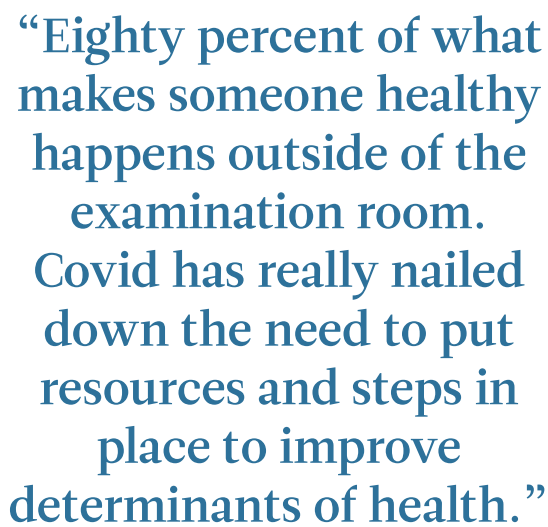 “Eighty percent of what
makes someone healthy
happens outside of the
examination room.
Covid has really nailed
down the need to put
resources and steps in
place to improve
determinants of health.”